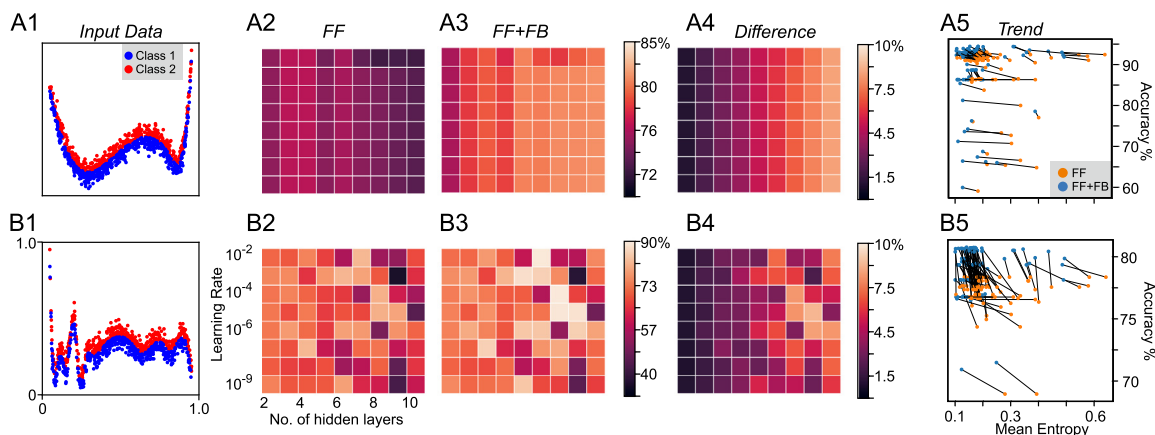 A1
Input Data
Class 1
Class 2
A2
FF
A3
FF+FB
85%
80
76
72
A4
Difference
10%
7.5
4.5
1.5
A5
Trend
90
80
70
60
Accuracy %
FF
FF+FB
B1
1.0
0
0
1.0
B2
Learning Rate
10-2
10-4
10-6
10-9
2
4
6
8
10
No. of hidden layers
B3
90%
73
57
40
B4
10%
7.5
4.5
1.5
B5
80
75
70
Accuracy %
0.1
0.3
0.6
Mean Entropy